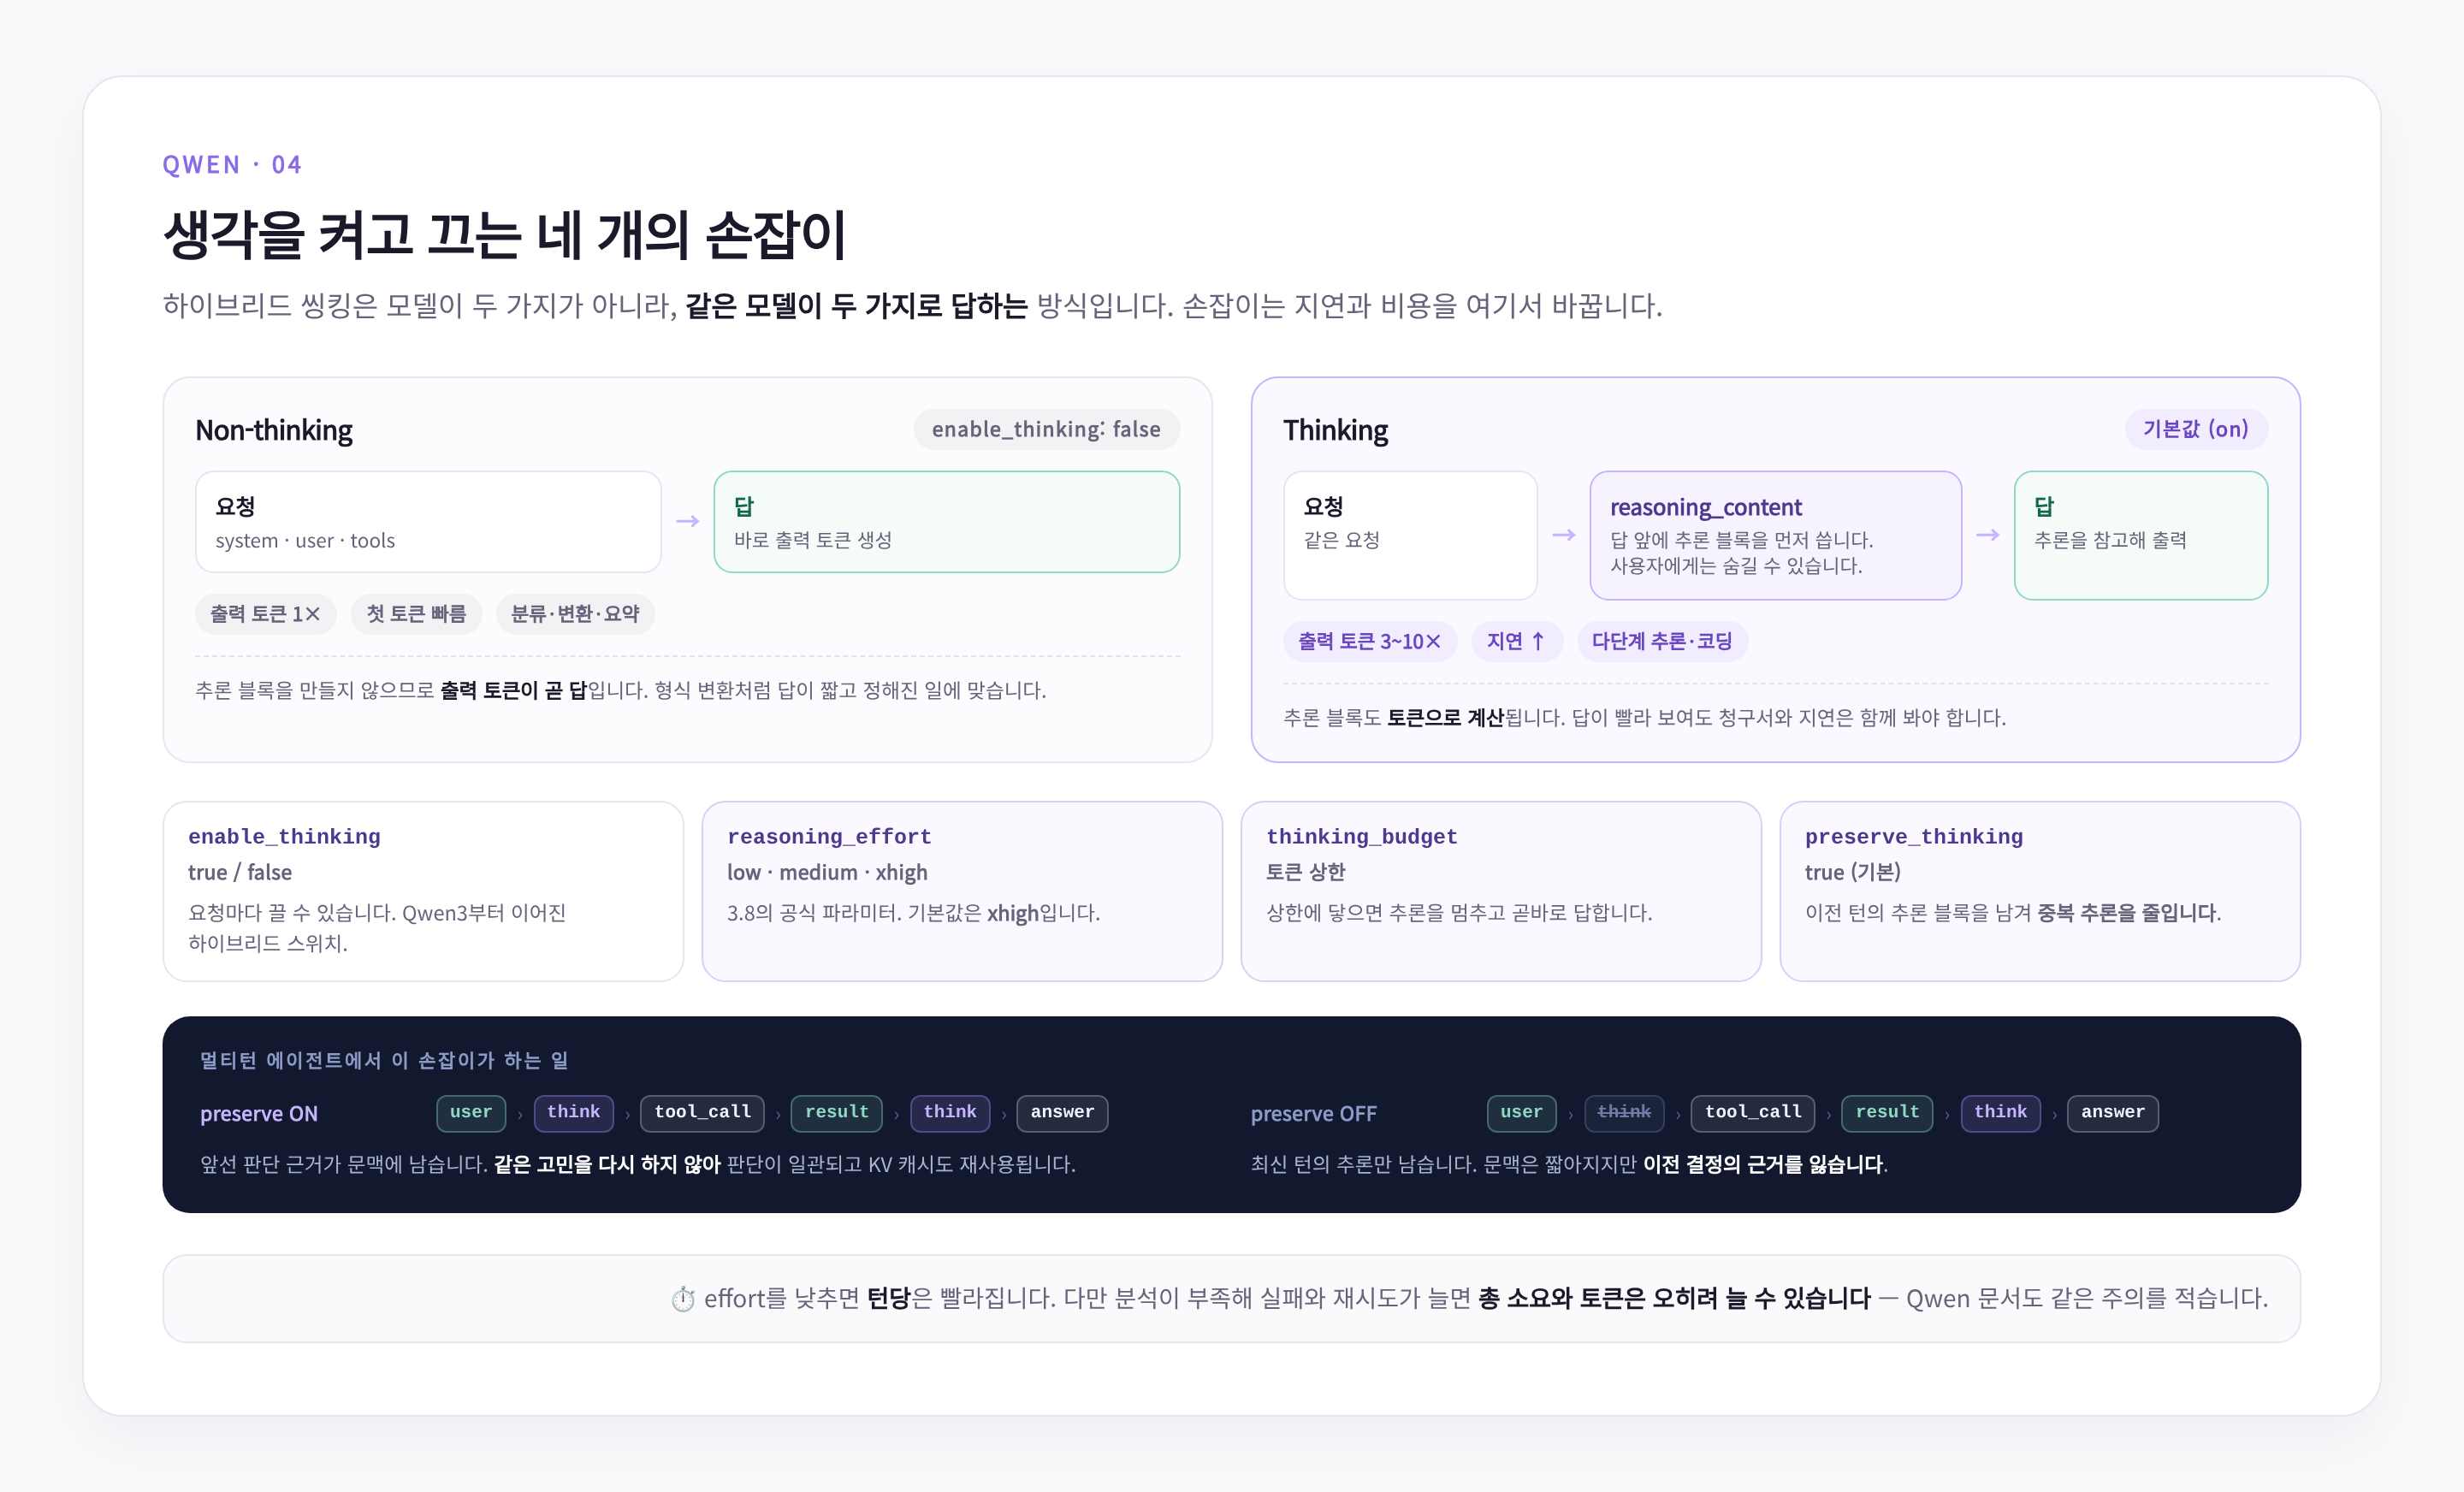 QWEN · 04
생각을 켜고 끄는 네 개의 손잡이
하이브리드 씽킹은 모델이 두 가지가 아니라, 같은 모델이 두 가지로 답하는 방식입니다. 손잡이는 지연과 비용을 여기서 바꿉니다.
Non-thinking
enable_thinking: false
요청
system · user · tools
→
답
바로 출력 토큰 생성
출력 토큰 1×
첫 토큰 빠름
분류·변환·요약
추론 블록을 만들지 않으므로 출력 토큰이 곧 답입니다. 형식 변환처럼 답이 짧고 정해진 일에 맞습니다.
Thinking
기본값 (on)
요청
같은 요청
→
reasoning_content
답 앞에 추론 블록을 먼저 씁니다.
사용자에게는 숨길 수 있습니다.
→
답
추론을 참고해 출력
출력 토큰 3~10×
지연 ↑
다단계 추론·코딩
추론 블록도 토큰으로 계산됩니다. 답이 빨라 보여도 청구서와 지연은 함께 봐야 합니다.
enable_thinking
true / false
요청마다 끌 수 있습니다. Qwen3부터 이어진
하이브리드 스위치.
reasoning_effort
low · medium · xhigh
3.8의 공식 파라미터. 기본값은 xhigh입니다.
thinking_budget
토큰 상한
상한에 닿으면 추론을 멈추고 곧바로 답합니다.
preserve_thinking
true (기본)
이전 턴의 추론 블록을 남겨 중복 추론을 줄입니다.
멀티턴 에이전트에서 이 손잡이가 하는 일
preserve ON user › think › tool_call › result › think › answer
앞선 판단 근거가 문맥에 남습니다. 같은 고민을 다시 하지 않아 판단이 일관되고 KV 캐시도 재사용됩니다.
preserve OFF user › think › tool_call › result › think › answer
최신 턴의 추론만 남습니다. 문맥은 짧아지지만 이전 결정의 근거를 잃습니다.
⏱️ effort를 낮추면 턴당은 빨라집니다. 다만 분석이 부족해 실패와 재시도가 늘면 총 소요와 토큰은 오히려 늘 수 있습니다 — Qwen 문서도 같은 주의를 적습니다.